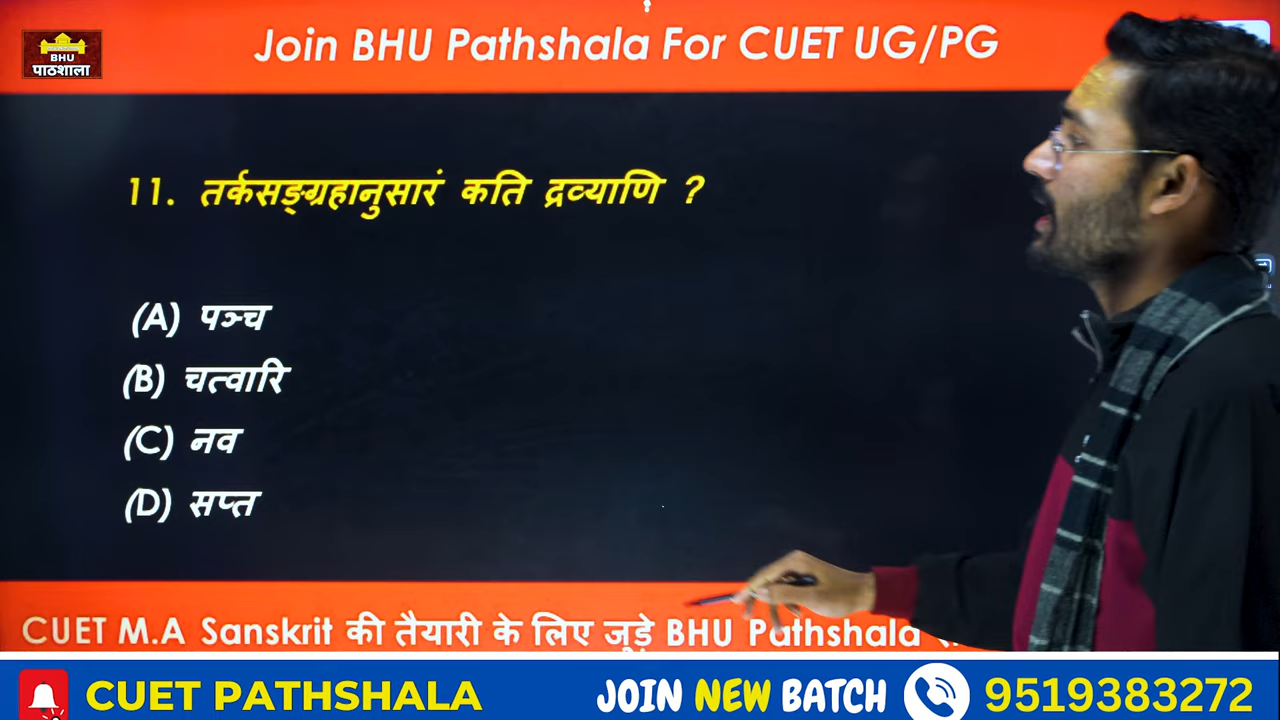 Join BHU Pathshala For CUET UG/PG
BHU
पाठशाला
11. तर्कसङ्ग्रहानुसारं कति द्रव्याणि ?
(A) पञ्च
(B) चत्वारि
(C) नव
(D) सप्त
CUET M.A Sanskrit की तैयारी के लिए जुड़े BHU Pathshala
CUET PATHSHALA
JOIN NEW BATCH
9519383272